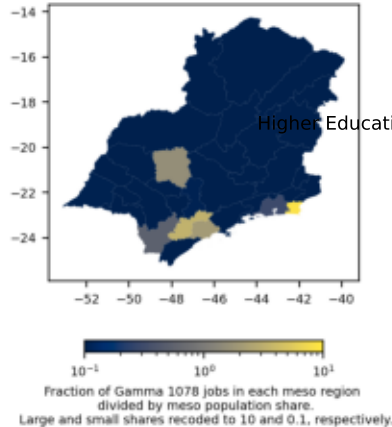 −14
−16
−18
Higher Educati
−20
−22
−24
−52 −50 −48 −46 −44 −42 −40
10⁻¹ 10⁰ 10¹
Fraction of Gamma 1078 jobs in each meso region
divided by meso population share.
Large and small shares recoded to 10 and 0.1, respectively.